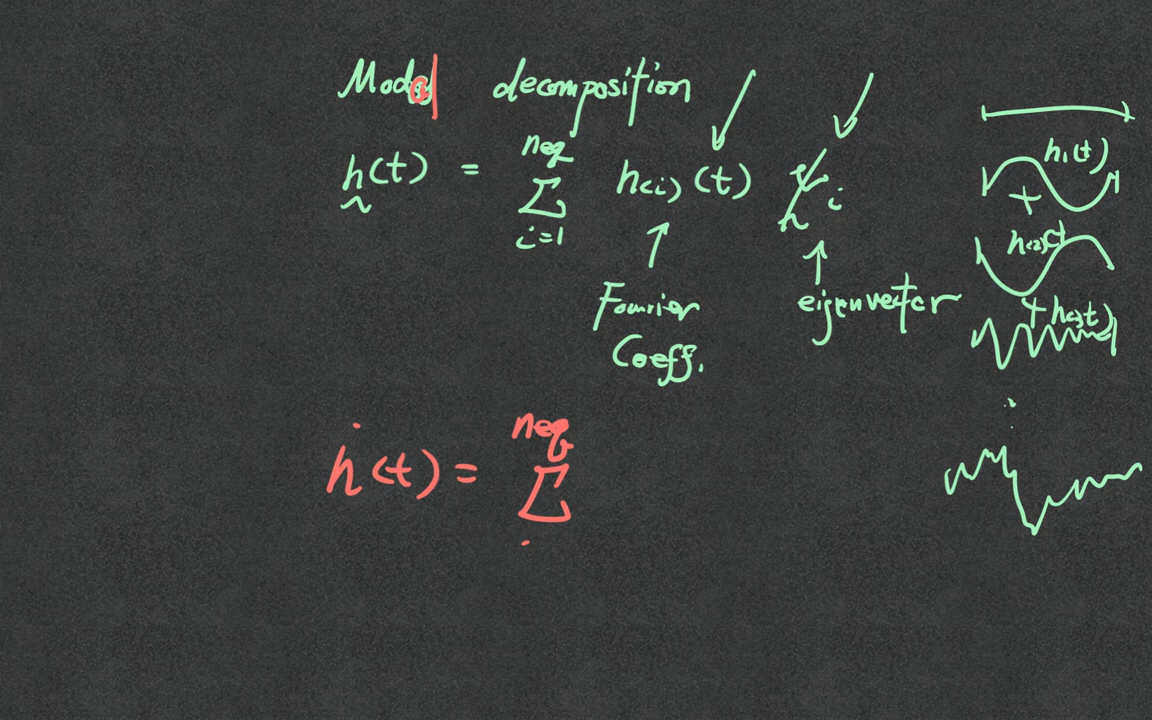 Modal decomposition
h(t) = neq Σ i=1 h(i)(t) ψ h i
Fourier Coeff.
eigenvector
h1(t)
+
h(2)(t)
+ h(3)(t)
ḣ(t) = neq Σ